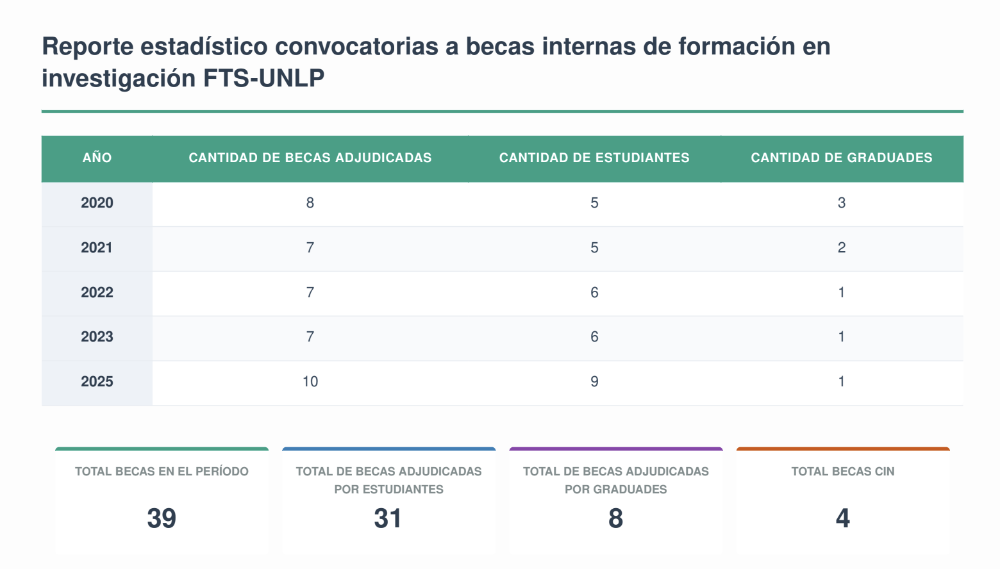 Reporte estadístico convocatorias a becas internas de formación en
investigación FTS-UNLP
AÑO CANTIDAD DE BECAS ADJUDICADAS CANTIDAD DE ESTUDIANTES CANTIDAD DE GRADUADES
2020 8 5 3
2021 7 5 2
2022 7 6 1
2023 7 6 1
2025 10 9 1
TOTAL BECAS EN EL PERÍODO
39
TOTAL DE BECAS ADJUDICADAS
POR ESTUDIANTES
31
TOTAL DE BECAS ADJUDICADAS
POR GRADUADES
8
TOTAL BECAS CIN
4